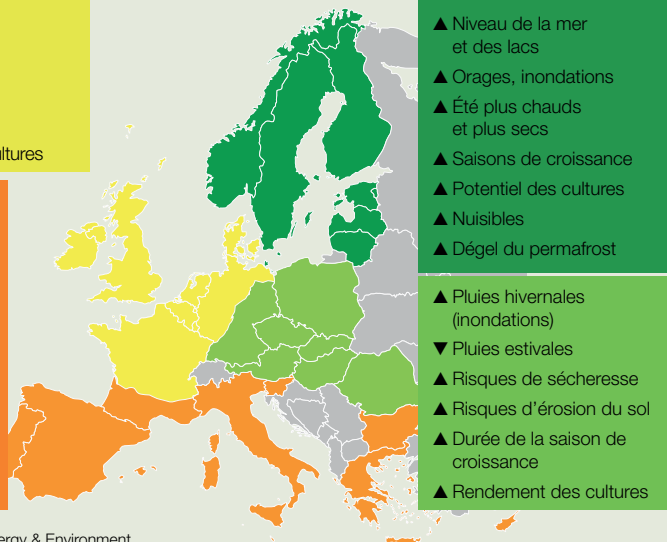 ▲ Niveau de la mer
et des lacs
▲ Orages, inondations
▲ Été plus chauds
et plus secs
▲ Saisons de croissance
▲ Potentiel des cultures
▲ Nuisibles
▲ Dégel du permafrost
▲ Pluies hivernales
(inondations)
▼ Pluies estivales
▲ Risques de sécheresse
▲ Risques d'érosion du sol
▲ Durée de la saison de
croissance
▲ Rendement des cultures
ltures
ergy & Environment